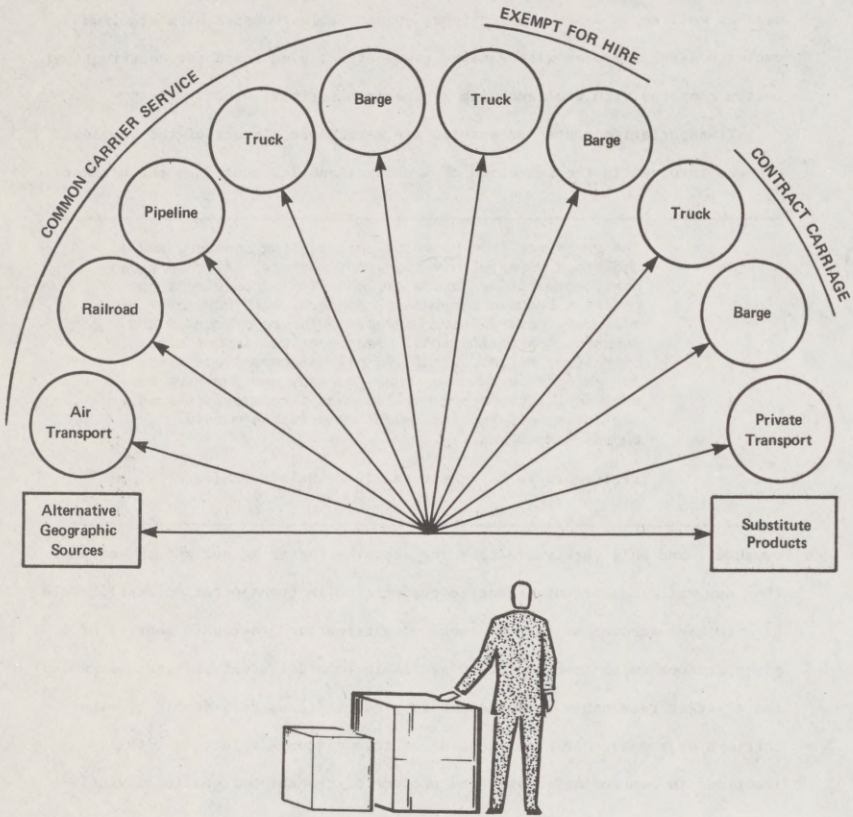 EXEMPT FOR HIRE
COMMON CARRIER SERVICE
CONTRACT CARRIAGE
Barge
Truck
Truck
Barge
Pipeline
Truck
Railroad
Barge
Air
Transport
Private
Transport
Alternative
Geographic
Sources
Substitute
Products